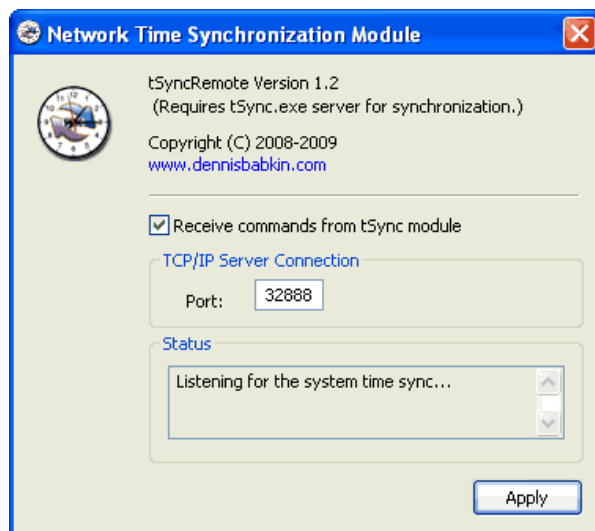 Network Time Synchronization Module
tSyncRemote Version 1.2
(Requires tSync.exe server for synchronization.)
Copyright (C) 2008-2009
www.dennisbabkin.com
Receive commands from tSync module
TCP/IP Server Connection
Port: 32888
Status
Listening for the system time sync...
Apply